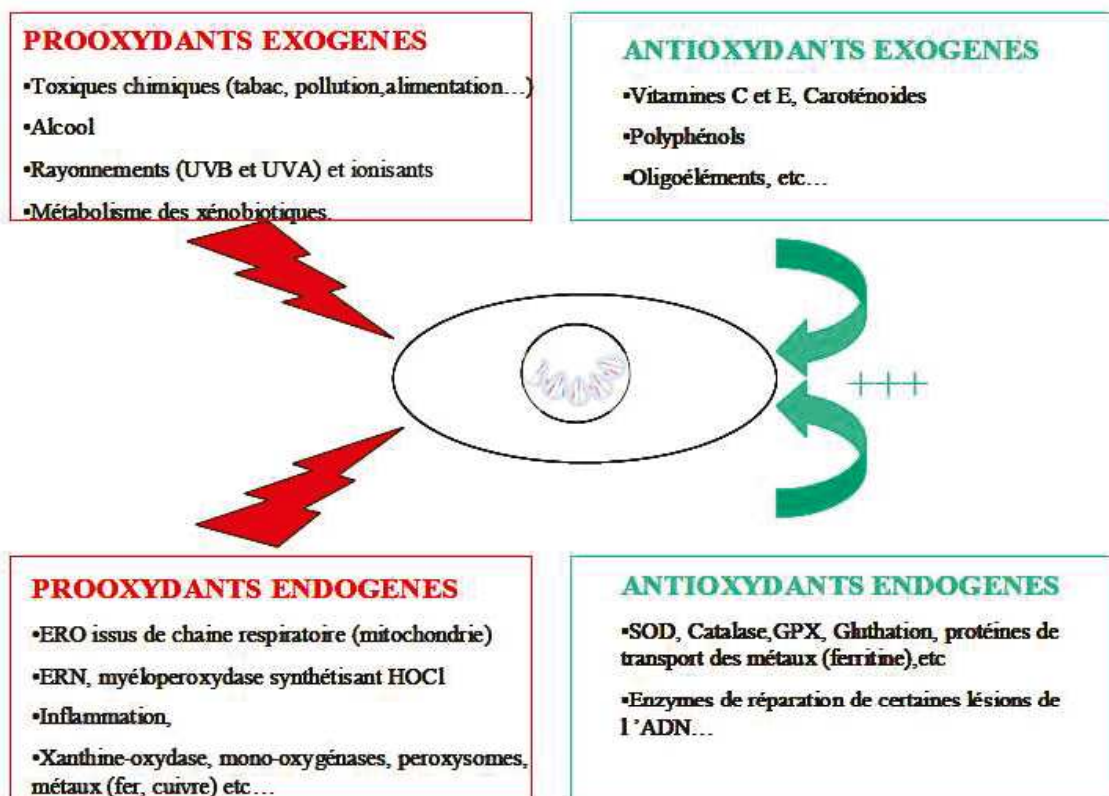 PROOXYDANTS EXOGENES
•Toxiques chimiques (tabac, pollution,alimentation…)
•Alcool
•Rayonnements (UVB et UVA) et ionisants
•Métabolisme des xénobiotiques.
ANTIOXYDANTS EXOGENES
•Vitamines C et E, Caroténoides
•Polyphénols
•Oligoéléments, etc…
+++
PROOXYDANTS ENDOGENES
•ERO issus de chaine respiratoire (mitochondrie)
•ERN, myéloperoxydase synthétisant HOCl
•Inflammation,
•Xanthine-oxydase, mono-oxygénases, peroxysomes,
métaux (fer, cuivre) etc…
ANTIOXYDANTS ENDOGENES
•SOD, Catalase,GPX, Gluthation, protéines de
transport des métaux (ferritine),etc
•Enzymes de réparation de certaines lésions de
l ’ADN…